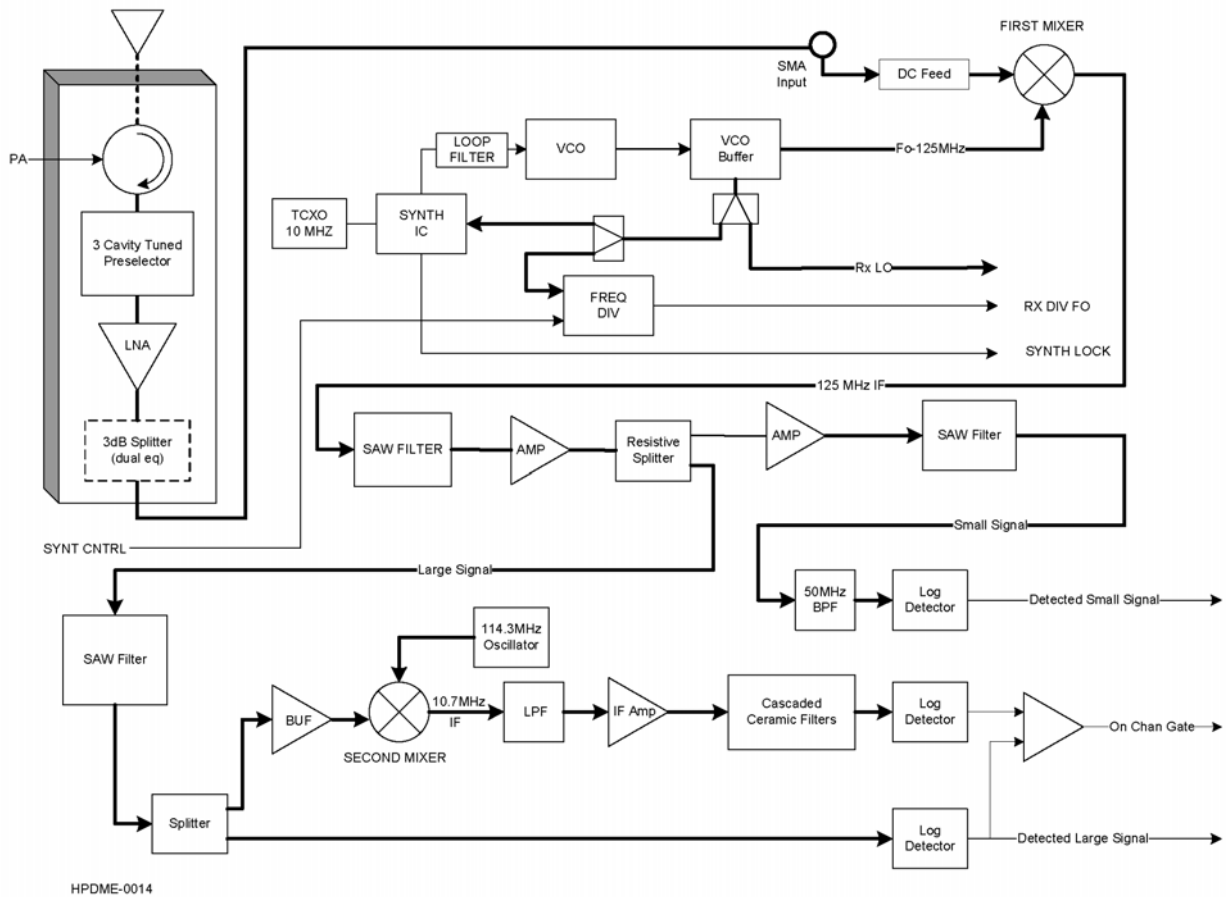 FIRST MIXER
SMA
Input
DC Feed
PA
LOOP
FILTER
VCO
VCO
Buffer
Fo-125MHz
TCXO
10 MHZ
SYNTH
IC
3 Cavity Tuned
Preselector
Rx LO
FREQ
DIV
RX DIV FO
LNA
SYNTH LOCK
125 MHz IF
3dB Splitter
(dual eq)
SAW FILTER
AMP
Resistive
Splitter
AMP
SAW Filter
SYNT CNTRL
Small Signal
Large Signal
50MHz
BPF
Log
Detector
Detected Small Signal
SAW Filter
114.3MHz
Oscillator
BUF
10.7MHz
IF
SECOND MIXER
LPF
IF Amp
Cascaded
Ceramic Filters
Log
Detector
On Chan Gate
Splitter
Log
Detector
Detected Large Signal
HPDME-0014